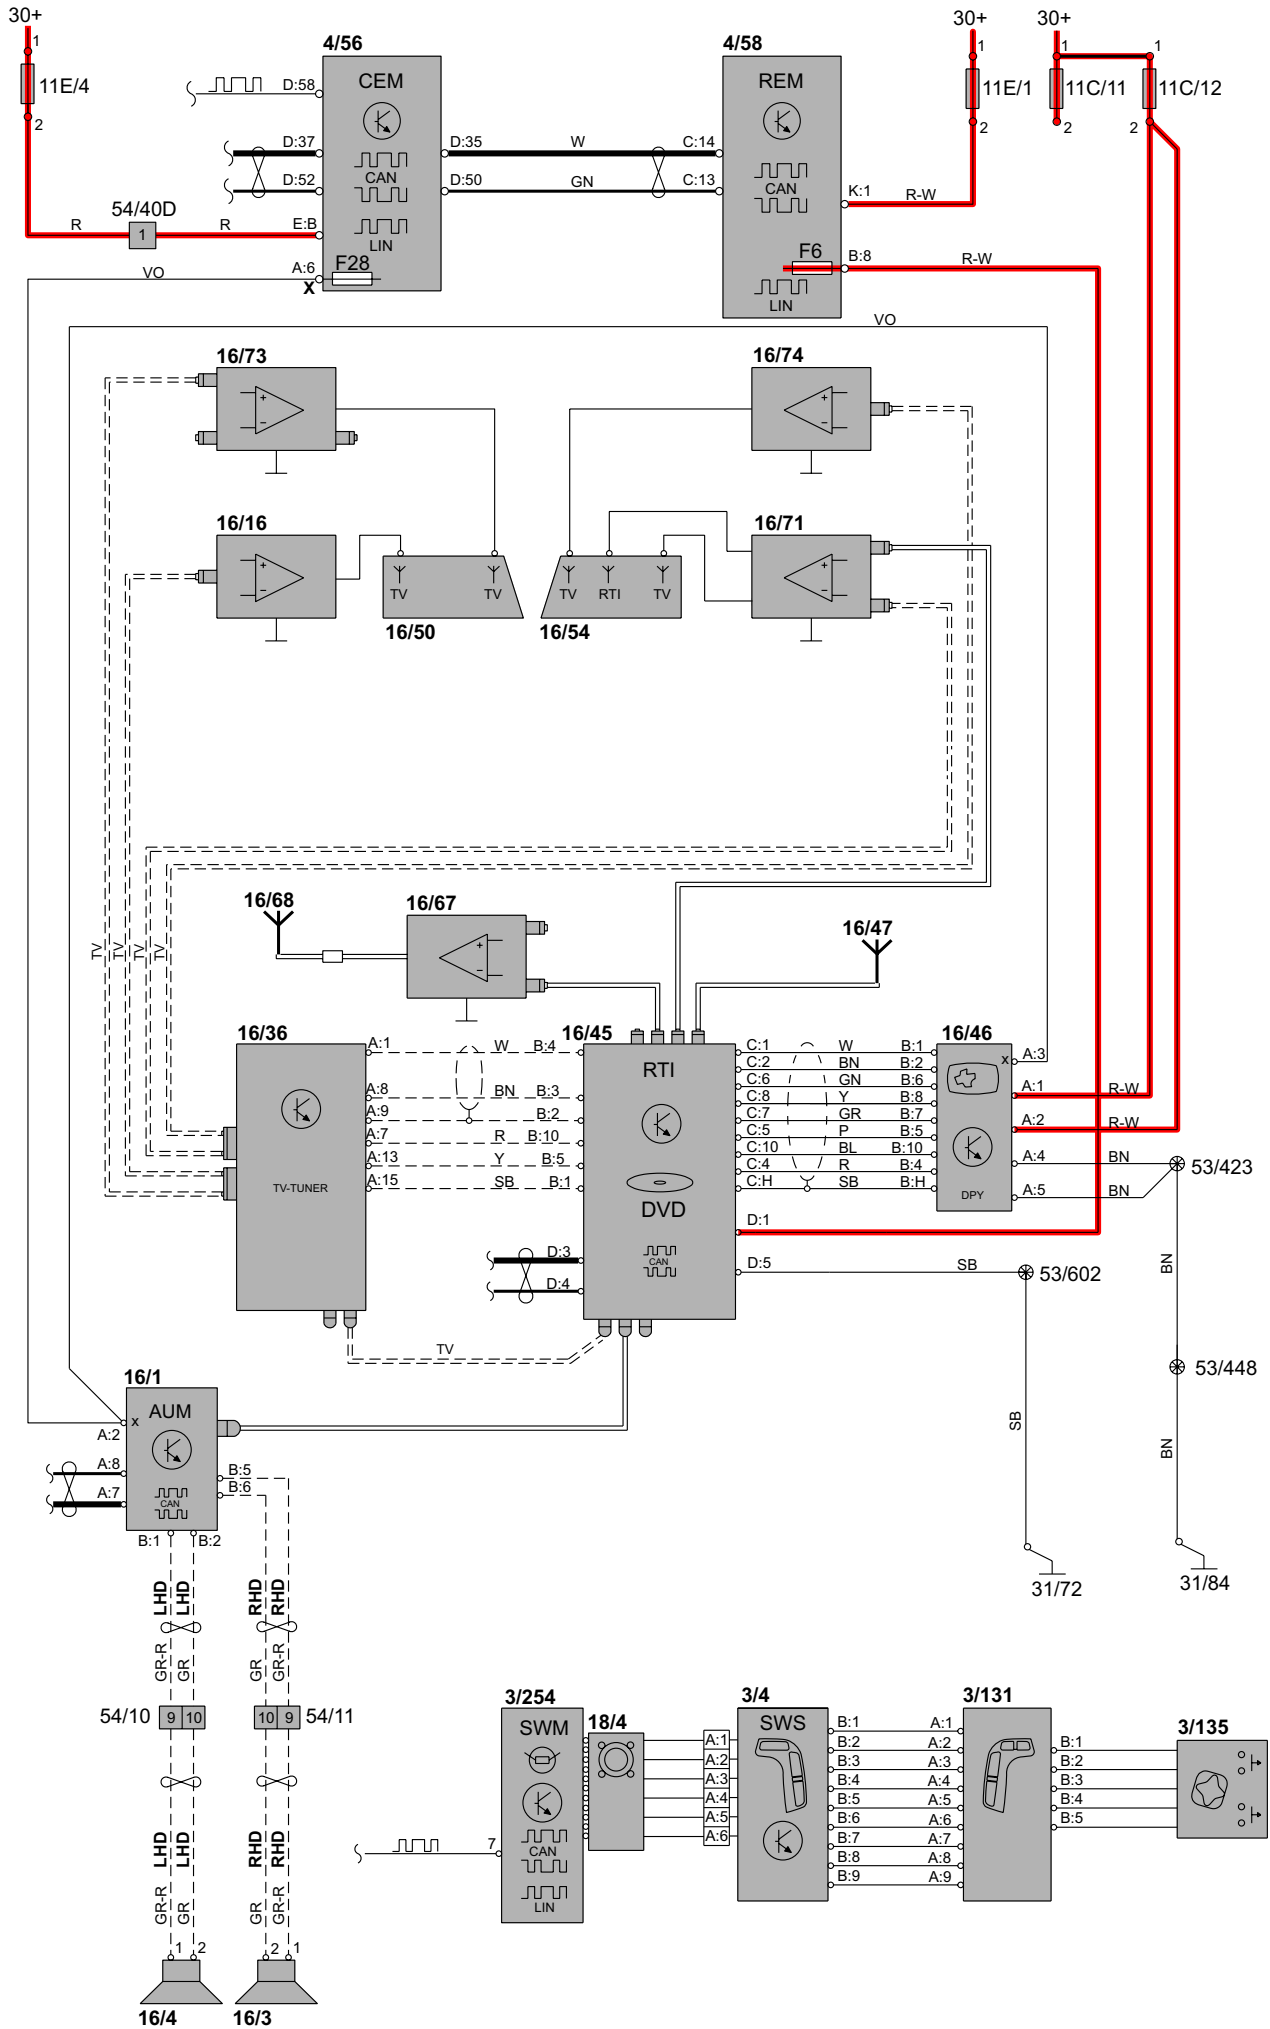 30+ 30+ 30+
1 4/56 4/58 1 1 1
11E/4 D:58 CEM REM 11E/1 11C/11 11C/12
2 2 2 2
D:37 D:35 W C:14
CAN CAN
D:52 D:50 GN C:13
K:1 R-W
54/40D
R 1 R E:B LIN
F6 B:8 R-W
VO A:6 F28
X LIN
VO
16/73 16/74
+ +
− −
16/16 16/71
+ +
− −
TV TV TV RTI TV
16/50 16/54
16/68 16/67 16/47
+
−
TV TV TV TV
16/36 16/45 16/46
A:1 W B:4 RTI C:1 W B:1 x A:3
C:2 BN B:2
A:8 BN B:3 C:6 GN B:6 A:1 R-W
C:8 Y B:8
A:9 B:2 C:7 GR B:7 A:2 R-W
A:7 R B:10 C:5 P B:5
C:10 BL B:10 A:4 BN 53/423
A:13 Y B:5 C:4 R B:4
TV-TUNER A:15 SB B:1 C:H SB B:H DPY A:5 BN
DVD D:1
D:3 CAN D:5 SB 53/602 BN
D:4
TV
16/1 53/448
AUM
x
A:2 SB BN
A:8 B:5
A:7 CAN B:6
B:1 B:2
31/72 31/84
LHD LHD RHD RHD
GR-R GR GR GR-R
54/10 9 10 10 9 54/11
3/254 18/4 3/4 3/131 3/135
SWM SWS B:1 A:1
A:1 B:2 A:2 B:1
A:2 B:3 A:3 B:2
A:3 B:4 A:4 B:3
A:4 B:5 A:5 B:4
A:5 B:6 A:6 B:5
A:6 B:7 A:7
7 CAN B:8 A:8
LIN B:9 A:9
LHD LHD RHD RHD
GR-R GR GR GR-R
1 2 2 1
16/4 16/3